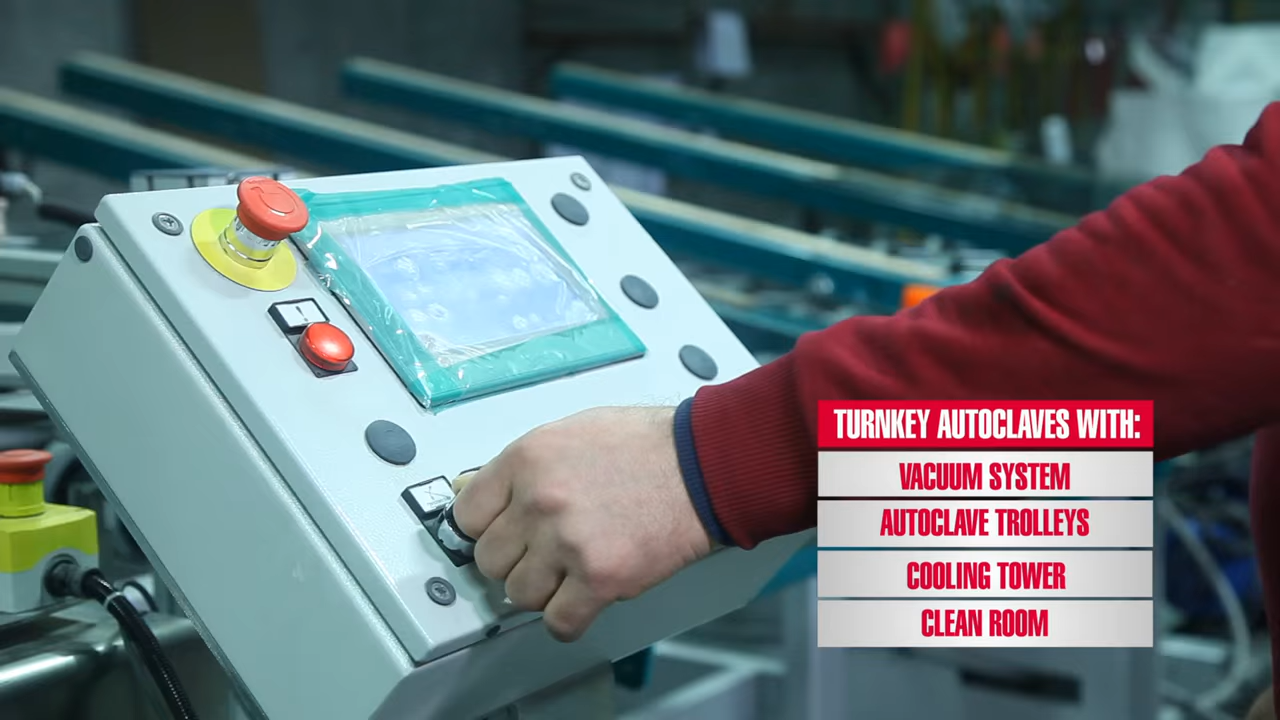 TURNKEY AUTOCLAVES WITH:
VACUUM SYSTEM
AUTOCLAVE TROLLEYS
COOLING TOWER
CLEAN ROOM